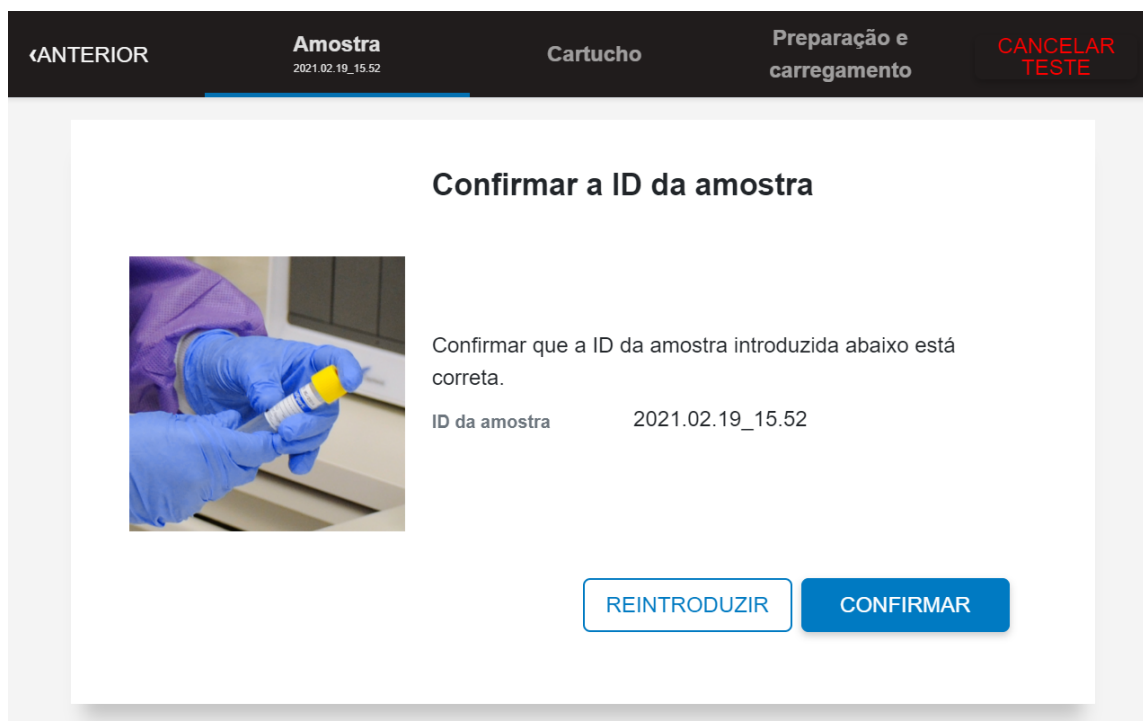 ‹ANTERIOR
Amostra
2021.02.19_15.52
Cartucho
Preparação e
carregamento
CANCELAR
TESTE
Confirmar a ID da amostra
Confirmar que a ID da amostra introduzida abaixo está
correta.
ID da amostra 2021.02.19_15.52
REINTRODUZIR
CONFIRMAR